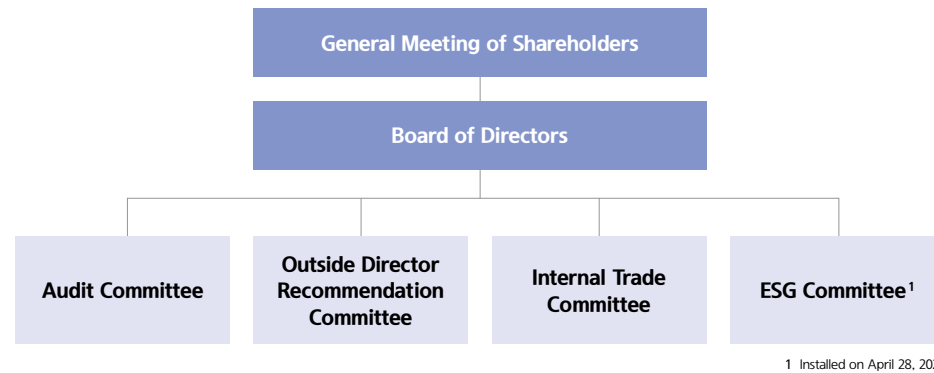 General Meeting of Shareholders
Board of Directors
Audit Committee
Outside Director
Recommendation
Committee
Internal Trade
Committee
ESG Committee¹
1 Installed on April 28,